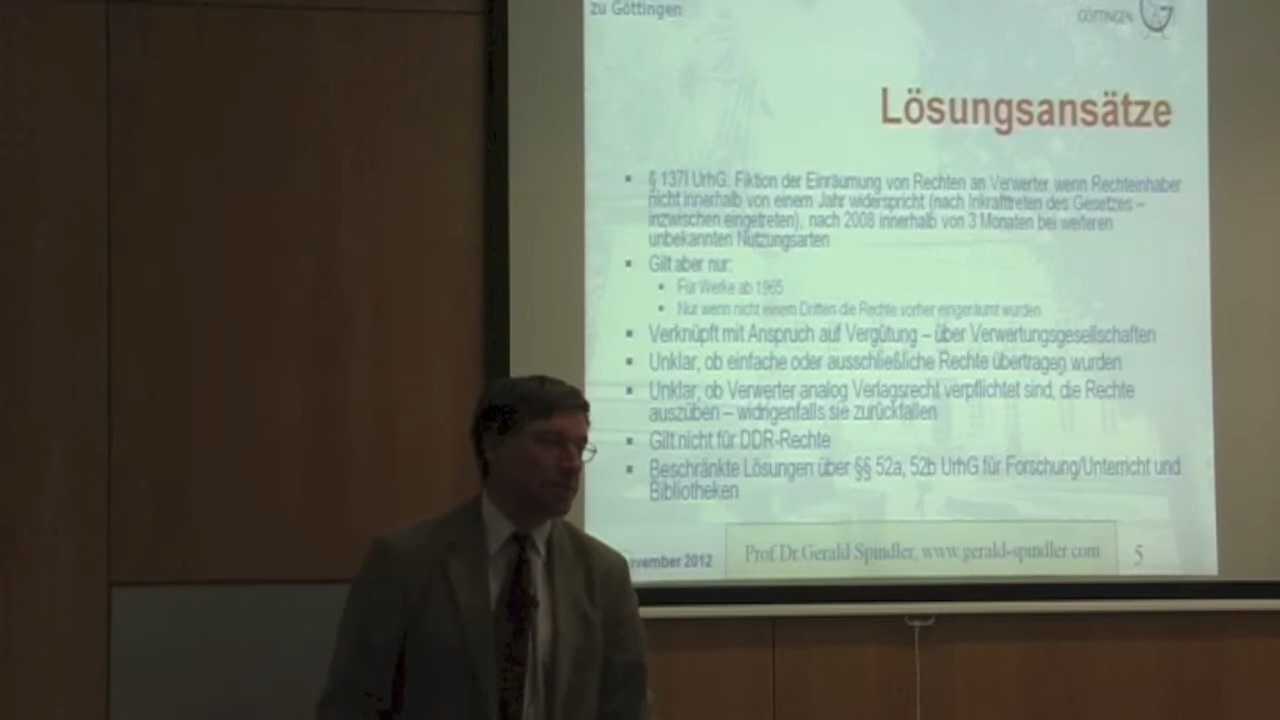 zu Göttingen
GÖTTINGEN
Lösungsansätze
▪ § 137l UrhG: Fiktion der Einräumung von Rechten an Verwerter wenn Rechteinhaber
nicht innerhalb von einem Jahr widerspricht (nach Inkrafttreten des Gesetzes –
inzwischen eingetreten), nach 2008 innerhalb von 3 Monaten bei weiteren
unbekannten Nutzungsarten
▪ Gilt aber nur:
▪ Für Werke ab 1965
▪ Nur wenn nicht einem Dritten die Rechte vorher eingeräumt wurden
▪ Verknüpft mit Anspruch auf Vergütung – über Verwertungsgesellschaften
▪ Unklar, ob einfache oder ausschließliche Rechte übertragen wurden
▪ Unklar, ob Verwerter analog Verlagsrecht verpflichtet sind, die Rechte
auszüben – widrigenfalls sie zurückfallen
▪ Gilt nicht für DDR-Rechte
▪ Beschränkte Lösungen über §§ 52a, 52b UrhG für Forschung/Unterricht und
Bibliotheken
vember 2012 Prof Dr.Gerald Spindler, www.gerald-spindler.com 5